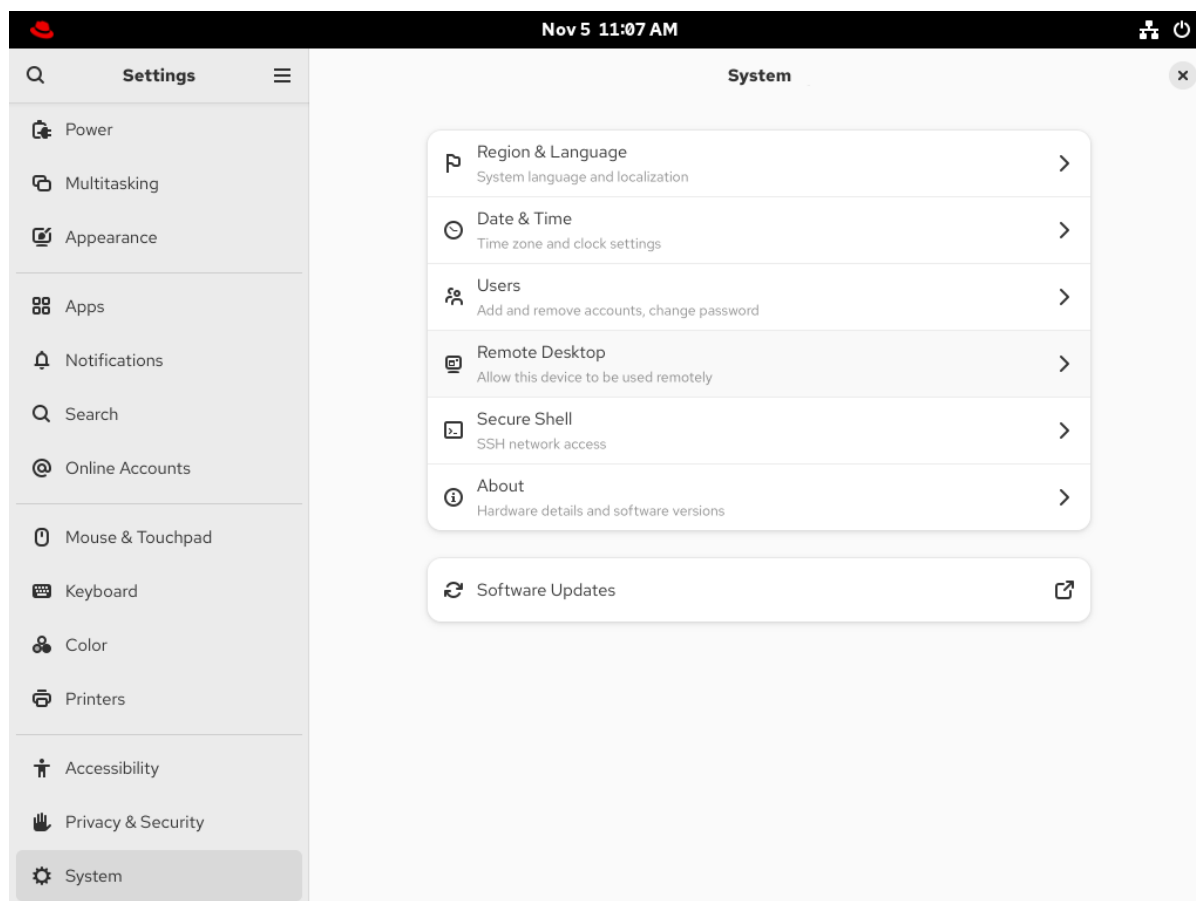 Nov 5 11:07 AM
Settings
System
Power
Multitasking
Appearance
Apps
Notifications
Search
Online Accounts
Mouse & Touchpad
Keyboard
Color
Printers
Accessibility
Privacy & Security
System
Region & Language
System language and localization
Date & Time
Time zone and clock settings
Users
Add and remove accounts, change password
Remote Desktop
Allow this device to be used remotely
Secure Shell
SSH network access
About
Hardware details and software versions
Software Updates